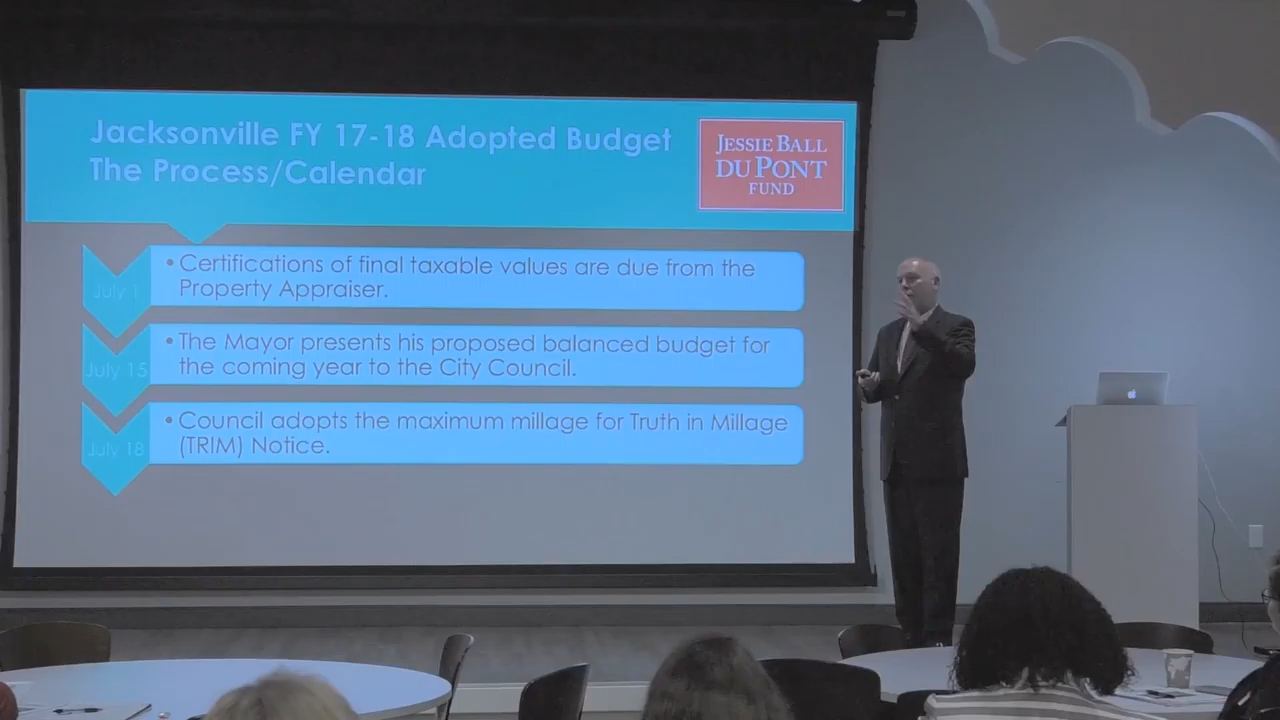 Jacksonville FY 17-18 Adopted Budget
The Process/Calendar
JESSIE BALL
DU PONT
FUND
July 1
• Certifications of final taxable values are due from the
Property Appraiser.
July 15
• The Mayor presents his proposed balanced budget for
the coming year to the City Council.
July 18
• Council adopts the maximum millage for Truth in Millage
(TRIM) Notice.